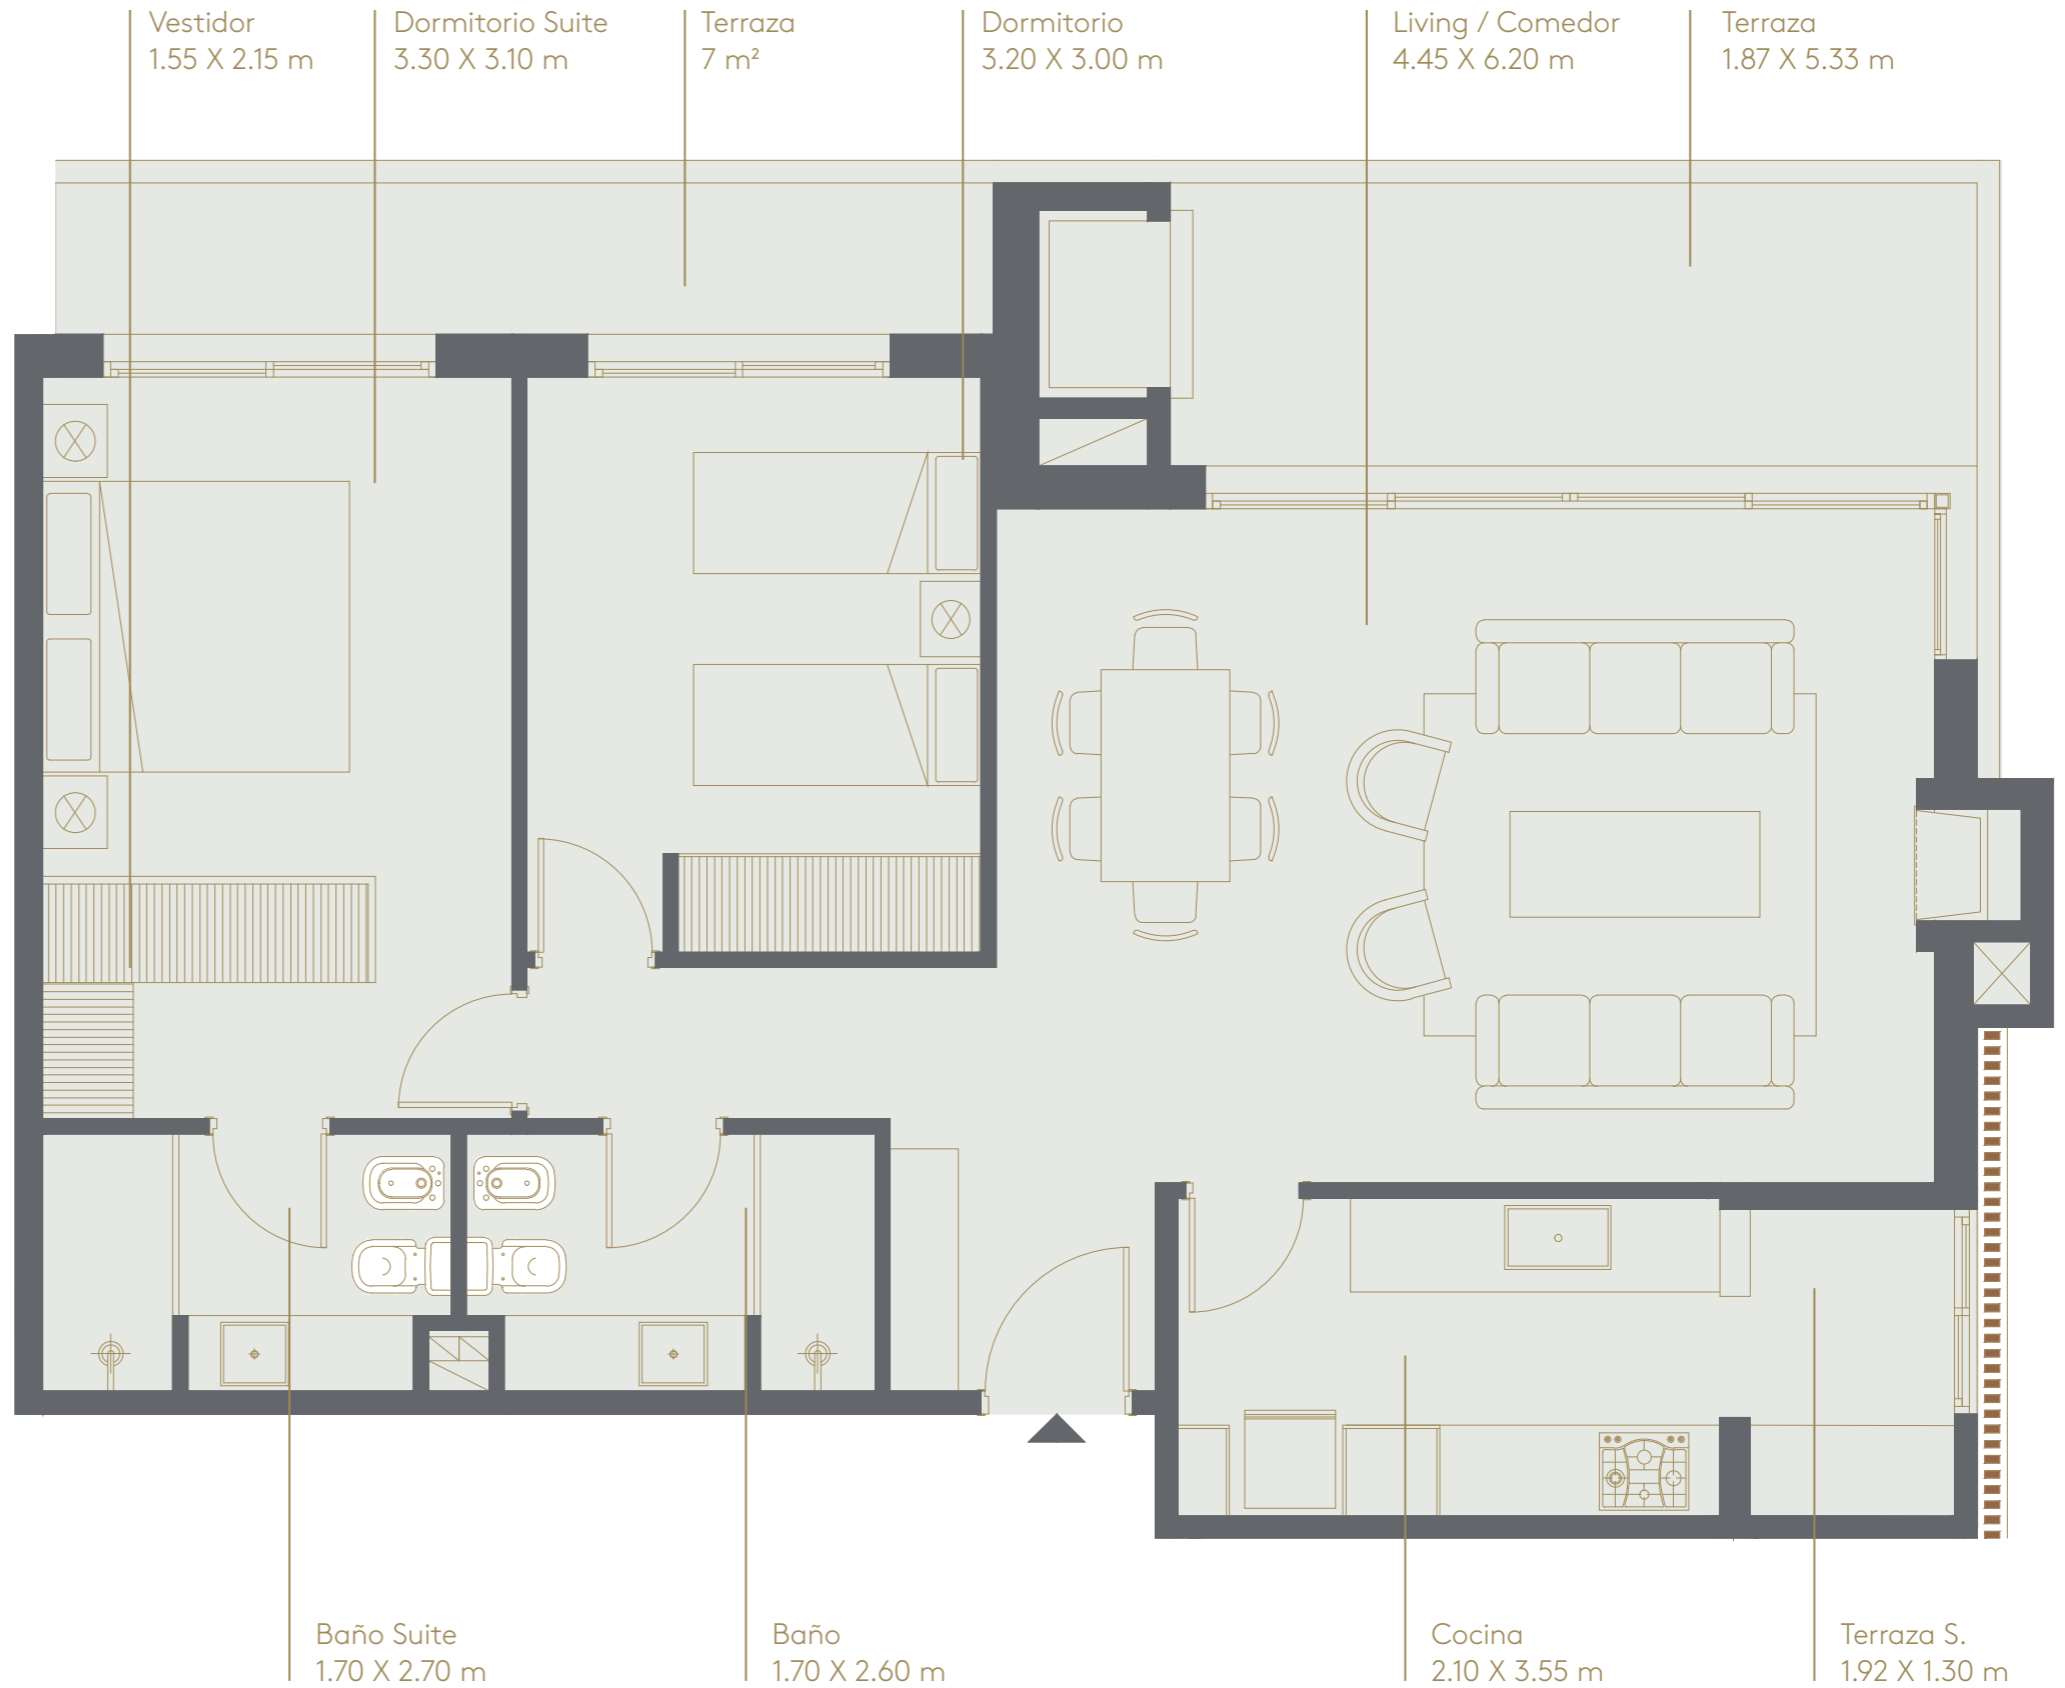 Vestidor
1.55 X 2.15 m
Dormitorio Suite
3.30 X 3.10 m
Terraza
7 m²
Dormitorio
3.20 X 3.00 m
Living / Comedor
4.45 X 6.20 m
Terraza
1.87 X 5.33 m
Baño Suite
1.70 X 2.70 m
Baño
1.70 X 2.60 m
Cocina
2.10 X 3.55 m
Terraza S.
1.92 X 1.30 m